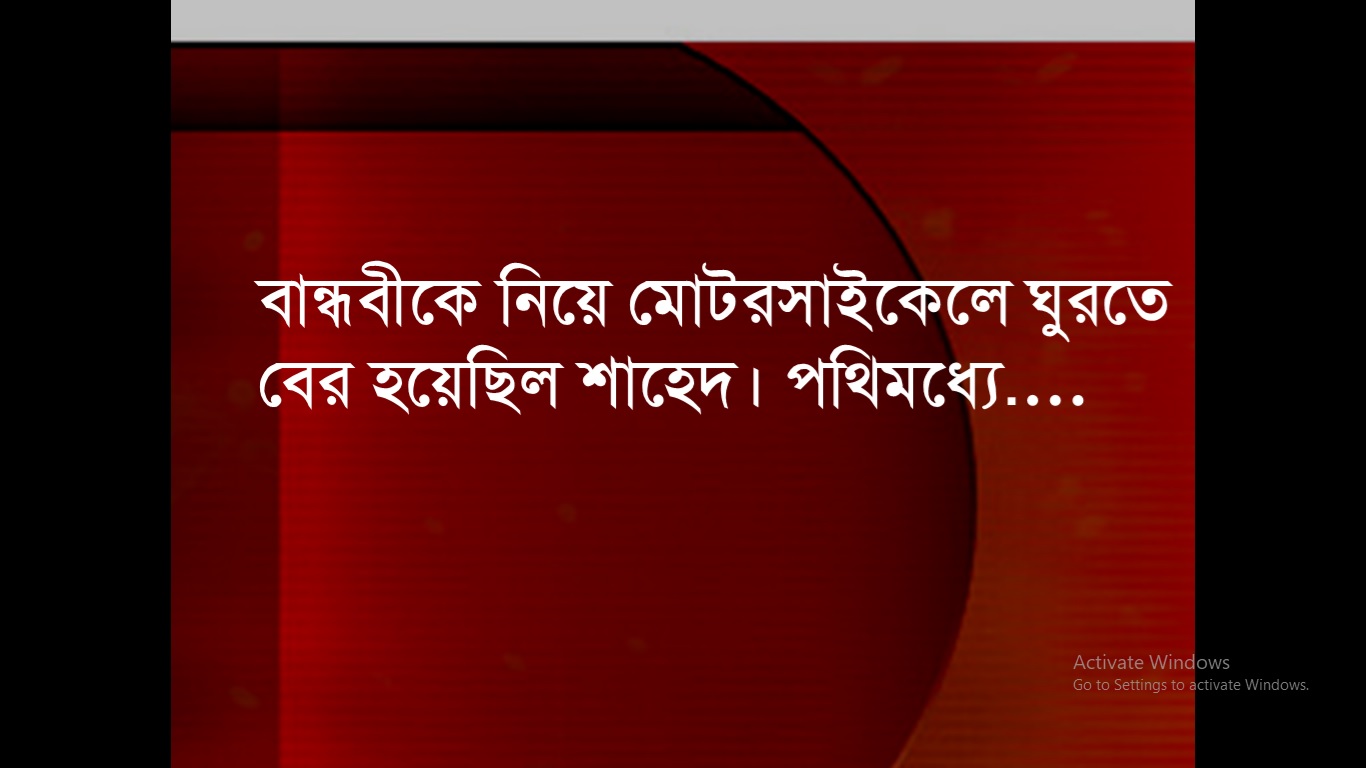 বান্ধবীকে নিয়ে মোটরসাইকেলে ঘুরতে
বের হয়েছিল শাহেদ। পথিমধ্যে....
Activate Windows
Go to Settings to activate Windows.